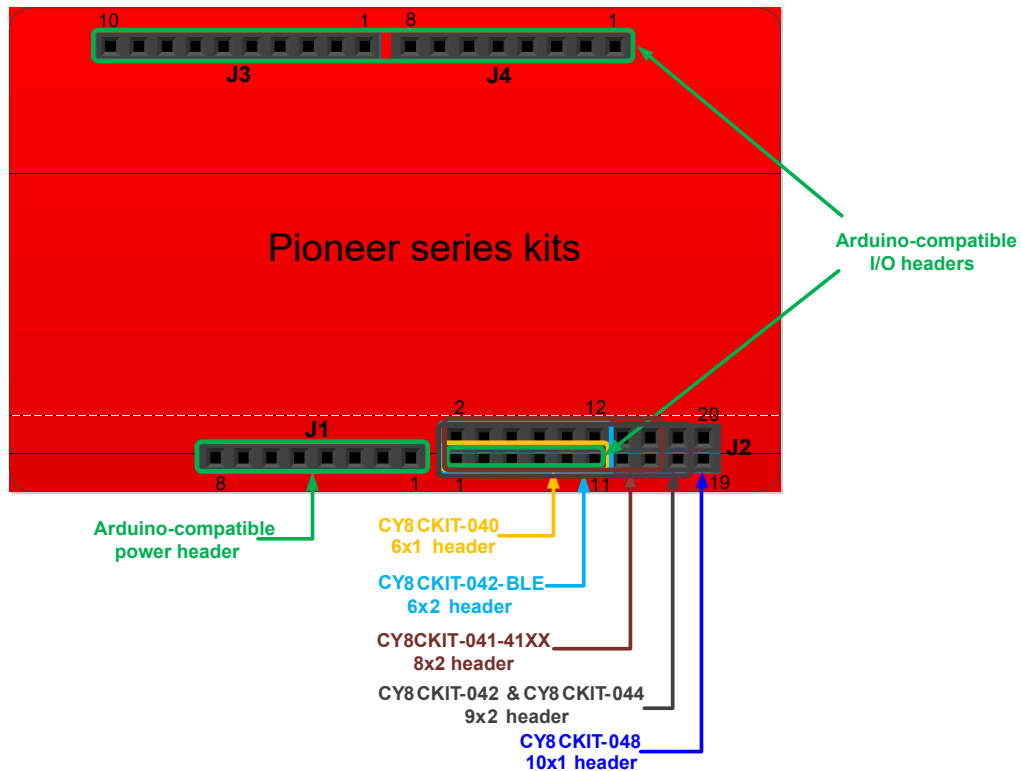 10 1 8 1
J3 J4
Pioneer series kits
Arduino-compatible
I/O headers
2 12 20
J1
J2
8 1 1 11 19
Arduino-compatible
power header
CY8CKIT-040
6x1 header
CY8CKIT-042-BLE
6x2 header
CY8CKIT-041-41XX
8x2 header
CY8CKIT-042 & CY8CKIT-044
9x2 header
CY8CKIT-048
10x1 header